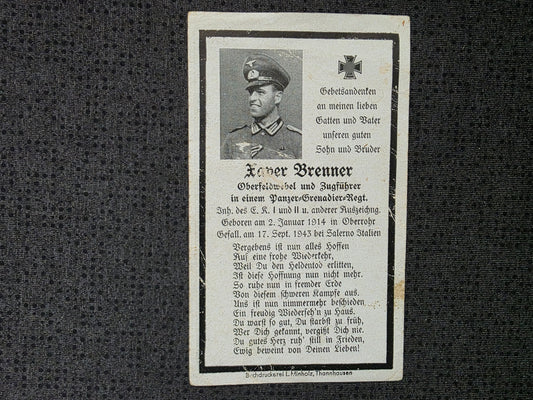 Gebetsandenken
an meinen lieben
Gatten und Vater
unseren guten
Sohn und Bruder
Xaver Brenner
Oberfeldwebel und Zugführer
in einem Panzer-Grenadier-Regt.
Inh. des E. K. I und II u. anderer Auszeichng.
Geboren am 2. Januar 1914 in Oberrohr
Gefall. am 17. Sept. 1943 bei Salerno Italien
Vergebens ist nun alles Hoffen
Auf eine frohe Wiederkehr,
Weil Du den Heldentod erlitten,
Ist diese Hoffnung nun nicht mehr.
So ruhe nun in fremder Erde
Von diesem schweren Kampfe aus.
Uns ist nun nimmermehr beschieden
Ein freudig Wiederseh'n zu Haus.
Du warst so gut, Du starbst zu früh,
Wer Dich gekannt, vergißt Dich nie.
Du gutes Herz ruh' still in Frieden,
Ewig beweint von Deinen Lieben!
Buchdruckerei L. Minholz, Thannhausen